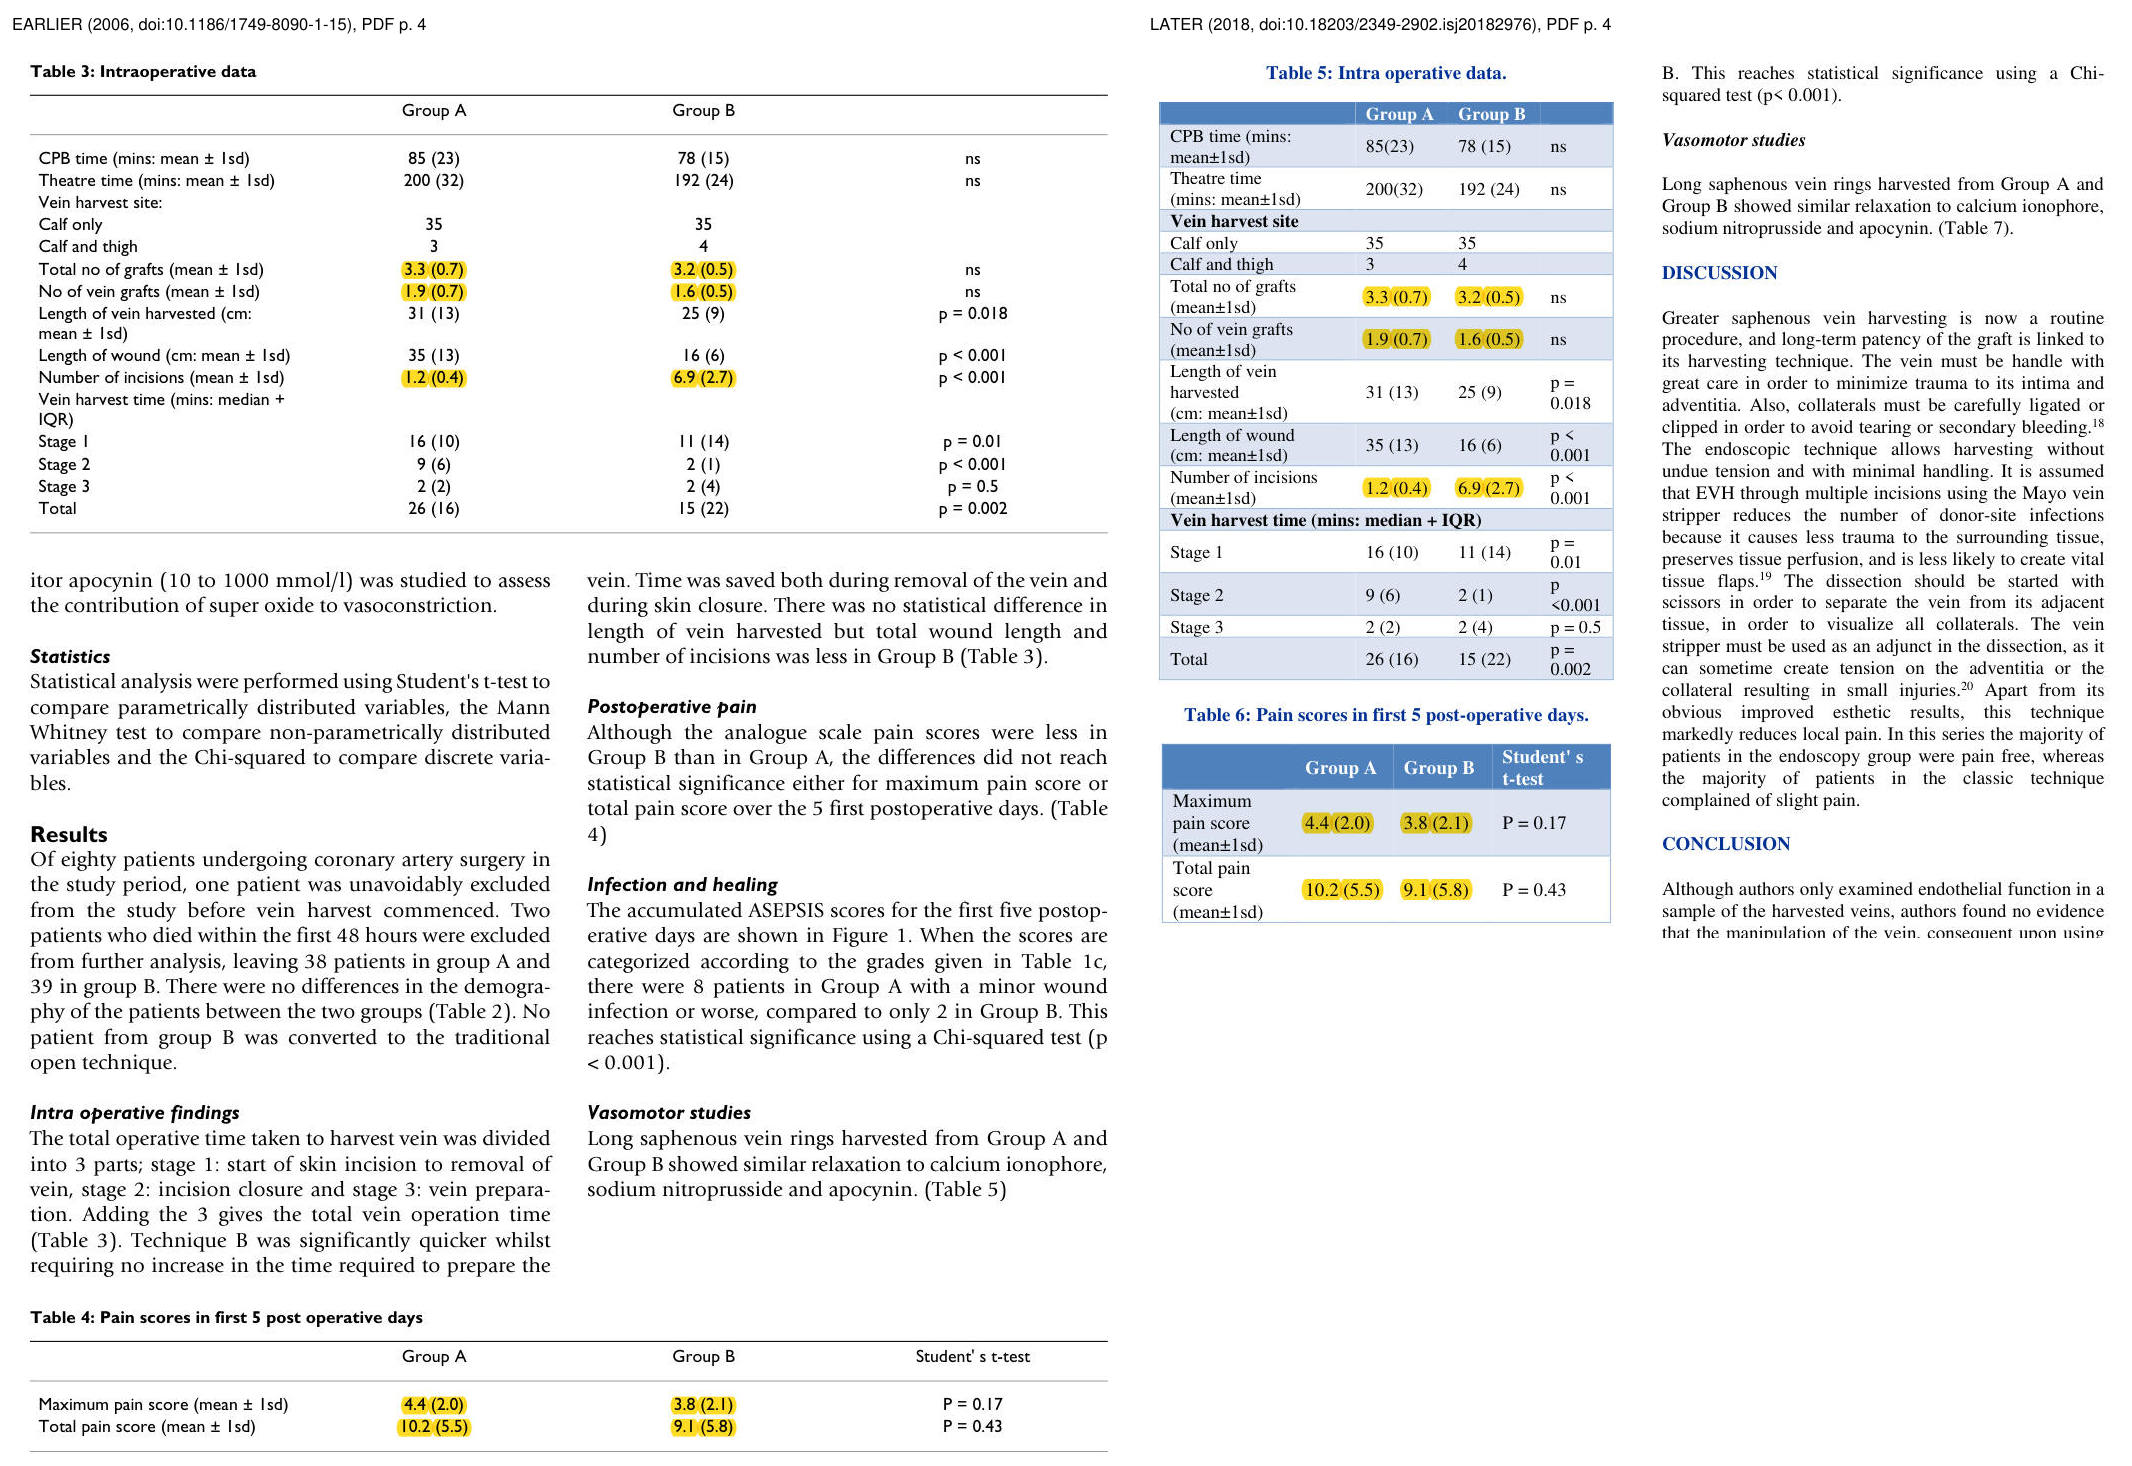 EARLIER (2006, doi:10.1186/1749-8090-1-15), PDF p. 4
Table 3: Intraoperative data
Group A Group B
CPB time (mins: mean ± 1sd) 85 (23) 78 (15) ns
Theatre time (mins: mean ± 1sd) 200 (32) 192 (24) ns
Vein harvest site:
Calf only 35 35
Calf and thigh 3 4
Total no of grafts (mean ± 1sd) 3.3 (0.7) 3.2 (0.5) ns
No of vein grafts (mean ± 1sd) 1.9 (0.7) 1.6 (0.5) ns
Length of vein harvested (cm: 31 (13) 25 (9) p = 0.018
mean ± 1sd)
Length of wound (cm: mean ± 1sd) 35 (13) 16 (6) p < 0.001
Number of incisions (mean ± 1sd) 1.2 (0.4) 6.9 (2.7) p < 0.001
Vein harvest time (mins: median +
IQR)
Stage 1 16 (10) 11 (14) p = 0.01
Stage 2 9 (6) 2 (1) p < 0.001
Stage 3 2 (2) 2 (4) p = 0.5
Total 26 (16) 15 (22) p = 0.002
itor apocynin (10 to 1000 mmol/l) was studied to assess
the contribution of super oxide to vasoconstriction.
Statistics
Statistical analysis were performed using Student's t-test to
compare parametrically distributed variables, the Mann
Whitney test to compare non-parametrically distributed
variables and the Chi-squared to compare discrete varia-
bles.
Results
Of eighty patients undergoing coronary artery surgery in
the study period, one patient was unavoidably excluded
from the study before vein harvest commenced. Two
patients who died within the first 48 hours were excluded
from further analysis, leaving 38 patients in group A and
39 in group B. There were no differences in the demogra-
phy of the patients between the two groups (Table 2). No
patient from group B was converted to the traditional
open technique.
Intra operative findings
The total operative time taken to harvest vein was divided
into 3 parts; stage 1: start of skin incision to removal of
vein, stage 2: incision closure and stage 3: vein prepara-
tion. Adding the 3 gives the total vein operation time
(Table 3). Technique B was significantly quicker whilst
requiring no increase in the time required to prepare the
vein. Time was saved both during removal of the vein and
during skin closure. There was no statistical difference in
length of vein harvested but total wound length and
number of incisions was less in Group B (Table 3).
Postoperative pain
Although the analogue scale pain scores were less in
Group B than in Group A, the differences did not reach
statistical significance either for maximum pain score or
total pain score over the 5 first postoperative days. (Table
4)
Infection and healing
The accumulated ASEPSIS scores for the first five postop-
erative days are shown in Figure 1. When the scores are
categorized according to the grades given in Table 1c,
there were 8 patients in Group A with a minor wound
infection or worse, compared to only 2 in Group B. This
reaches statistical significance using a Chi-squared test (p
< 0.001).
Vasomotor studies
Long saphenous vein rings harvested from Group A and
Group B showed similar relaxation to calcium ionophore,
sodium nitroprusside and apocynin. (Table 5)
Table 4: Pain scores in first 5 post operative days
Group A Group B Student' s t-test
Maximum pain score (mean ± 1sd) 4.4 (2.0) 3.8 (2.1) P = 0.17
Total pain score (mean ± 1sd) 10.2 (5.5) 9.1 (5.8) P = 0.43
LATER (2018, doi:10.18203/2349-2902.isj20182976), PDF p. 4
Table 5: Intra operative data.
Group A Group B
CPB time (mins:
mean±1sd) 85(23) 78 (15) ns
Theatre time
(mins: mean±1sd) 200(32) 192 (24) ns
Vein harvest site
Calf only 35 35
Calf and thigh 3 4
Total no of grafts
(mean±1sd) 3.3 (0.7) 3.2 (0.5) ns
No of vein grafts
(mean±1sd) 1.9 (0.7) 1.6 (0.5) ns
Length of vein
harvested 31 (13) 25 (9) p =
(cm: mean±1sd) 0.018
Length of wound 35 (13) 16 (6) p <
(cm: mean±1sd) 0.001
Number of incisions 1.2 (0.4) 6.9 (2.7) p <
(mean±1sd) 0.001
Vein harvest time (mins: median + IQR)
Stage 1 16 (10) 11 (14) p =
0.01
Stage 2 9 (6) 2 (1) p
<0.001
Stage 3 2 (2) 2 (4) p = 0.5
Total 26 (16) 15 (22) p =
0.002
Table 6: Pain scores in first 5 post-operative days.
Group A Group B Student' s
t-test
Maximum
pain score 4.4 (2.0) 3.8 (2.1) P = 0.17
(mean±1sd)
Total pain
score 10.2 (5.5) 9.1 (5.8) P = 0.43
(mean±1sd)
B. This reaches statistical significance using a Chi-
squared test (p< 0.001).
Vasomotor studies
Long saphenous vein rings harvested from Group A and
Group B showed similar relaxation to calcium ionophore,
sodium nitroprusside and apocynin. (Table 7).
DISCUSSION
Greater saphenous vein harvesting is now a routine
procedure, and long-term patency of the graft is linked to
its harvesting technique. The vein must be handle with
great care in order to minimize trauma to its intima and
adventitia. Also, collaterals must be carefully ligated or
clipped in order to avoid tearing or secondary bleeding.18
The endoscopic technique allows harvesting without
undue tension and with minimal handling. It is assumed
that EVH through multiple incisions using the Mayo vein
stripper reduces the number of donor-site infections
because it causes less trauma to the surrounding tissue,
preserves tissue perfusion, and is less likely to create vital
tissue flaps.19 The dissection should be started with
scissors in order to separate the vein from its adjacent
tissue, in order to visualize all collaterals. The vein
stripper must be used as an adjunct in the dissection, as it
can sometime create tension on the adventitia or the
collateral resulting in small injuries.20 Apart from its
obvious improved esthetic results, this technique
markedly reduces local pain. In this series the majority of
patients in the endoscopy group were pain free, whereas
the majority of patients in the classic technique
complained of slight pain.
CONCLUSION
Although authors only examined endothelial function in a
sample of the harvested veins, authors found no evidence
that the manipulation of the vein, consequent upon using